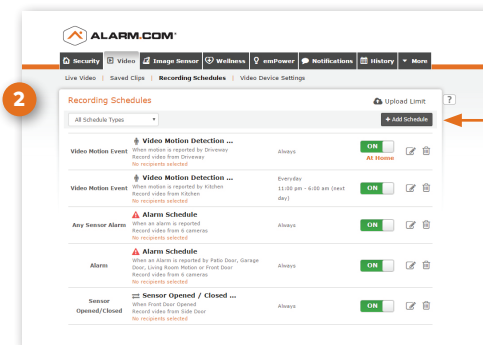 ALARM.COM
Security Video Image Sensor Wellness emPower Notifications History More
Live Video | Saved Clips | Recording Schedules | Video Device Settings
2
Recording Schedules
Upload Limit
?
All Schedule Types
+ Add Schedule
Video Motion Event
Video Motion Detection ...
When motion is reported by Driveway
Record video from Driveway
No recipients selected
Always
ON
At Home
Video Motion Event
Video Motion Detection ...
When motion is reported by Kitchen
Record video from Kitchen
No recipients selected
Everyday
11:00 pm - 6:00 am (next
day)
ON
Any Sensor Alarm
Alarm Schedule
When an alarm is reported
Record video from 6 cameras
No recipients selected
Always
ON
Alarm
Alarm Schedule
When an Alarm is reported by Patio Door, Garage
Door, Living Room Motion or Front Door
Record video from 6 cameras
No recipients selected
Always
ON
Sensor
Opened/Closed
Sensor Opened / Closed ...
When Front Door Opened
Record video from Side Door
No recipients selected
Always
ON